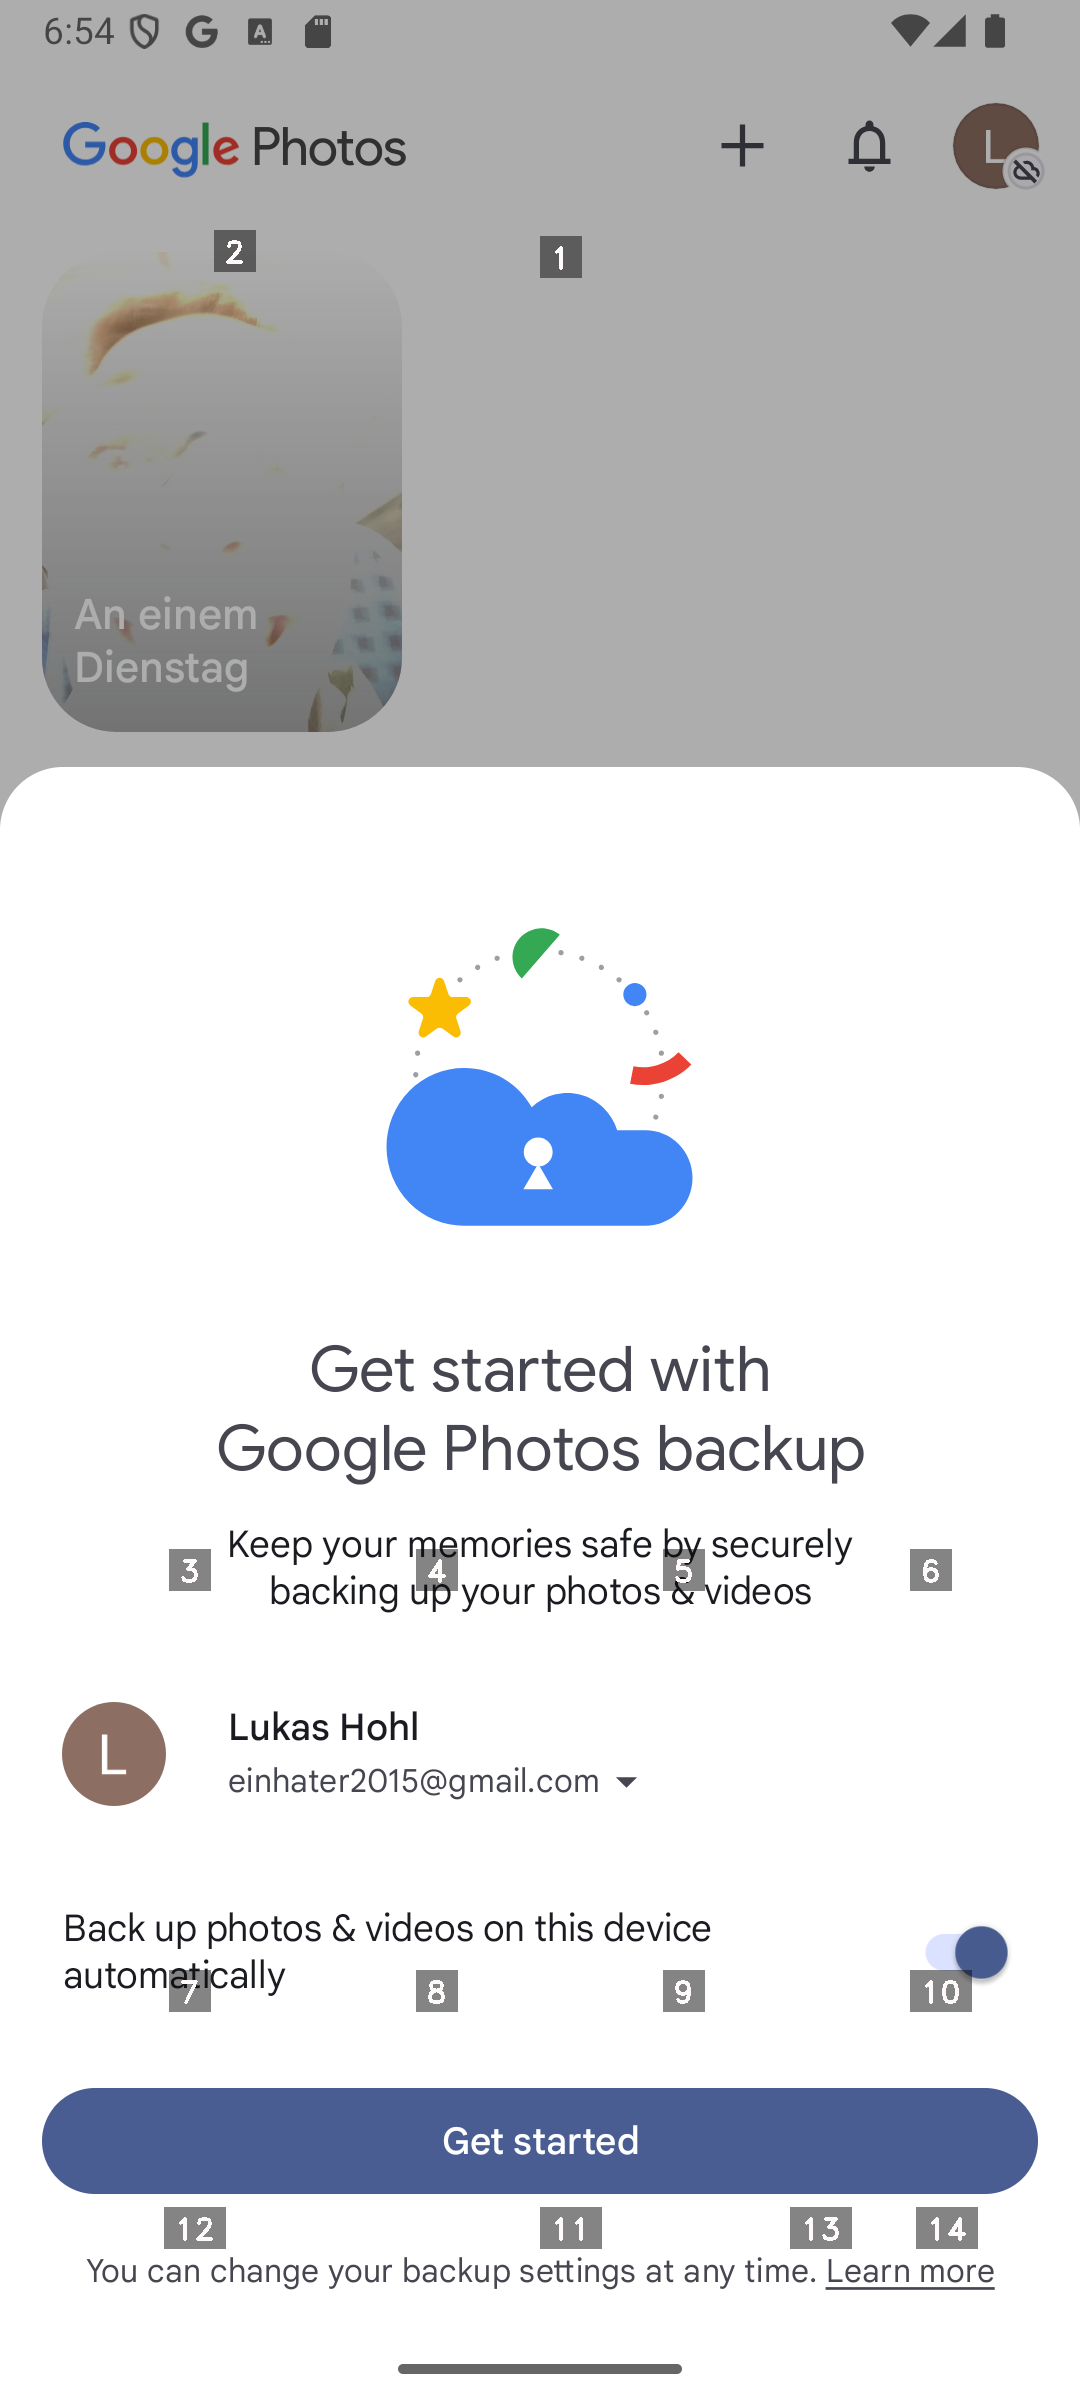 6:54
Google Photos
L
2
1
An einem
Dienstag
Get started with
Google Photos backup
Keep your memories safe by securely
3
4
5
6
backing up your photos & videos
Lukas Hohl
L
einhater2015@gmail.com
Back up photos & videos on this device
automatically
7
8
9
10
Get started
12
11
13
14
You can change your backup settings at any time. Learn more